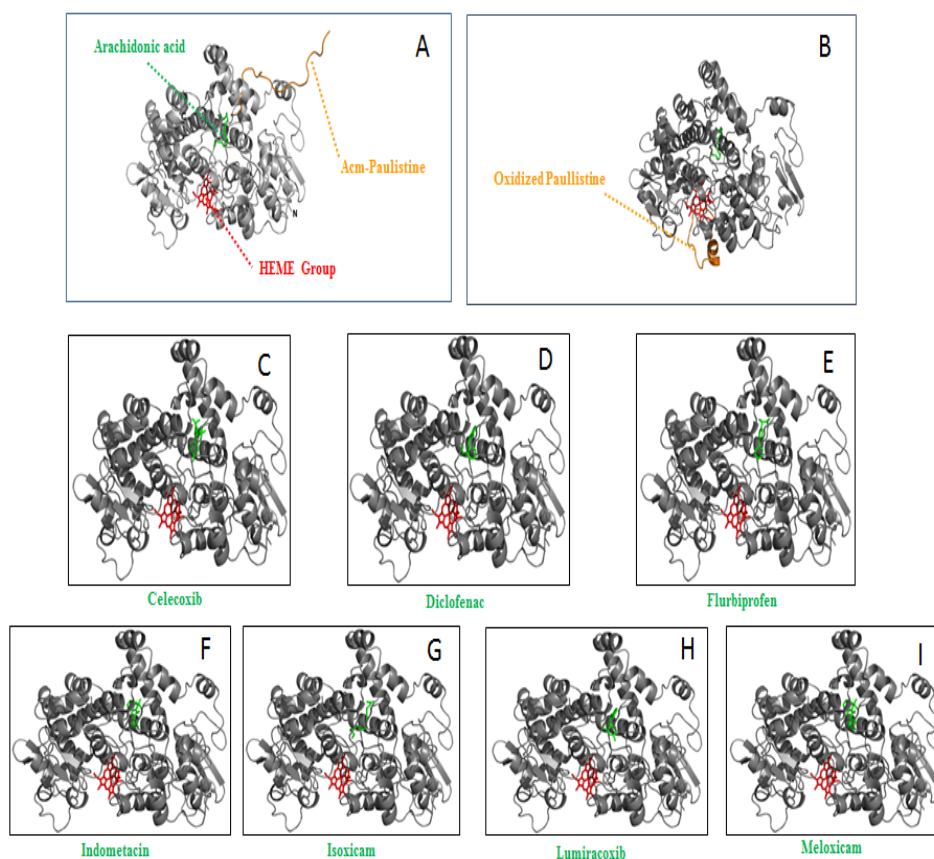 A
Arachidonic acid
Acm-Paulistine
N
HEME Group
B
Oxidized Paullistine
C
Celecoxib
D
Diclofenac
E
Flurbiprofen
F
Indometacin
G
Isoxicam
H
Lumiracoxib
I
Meloxicam